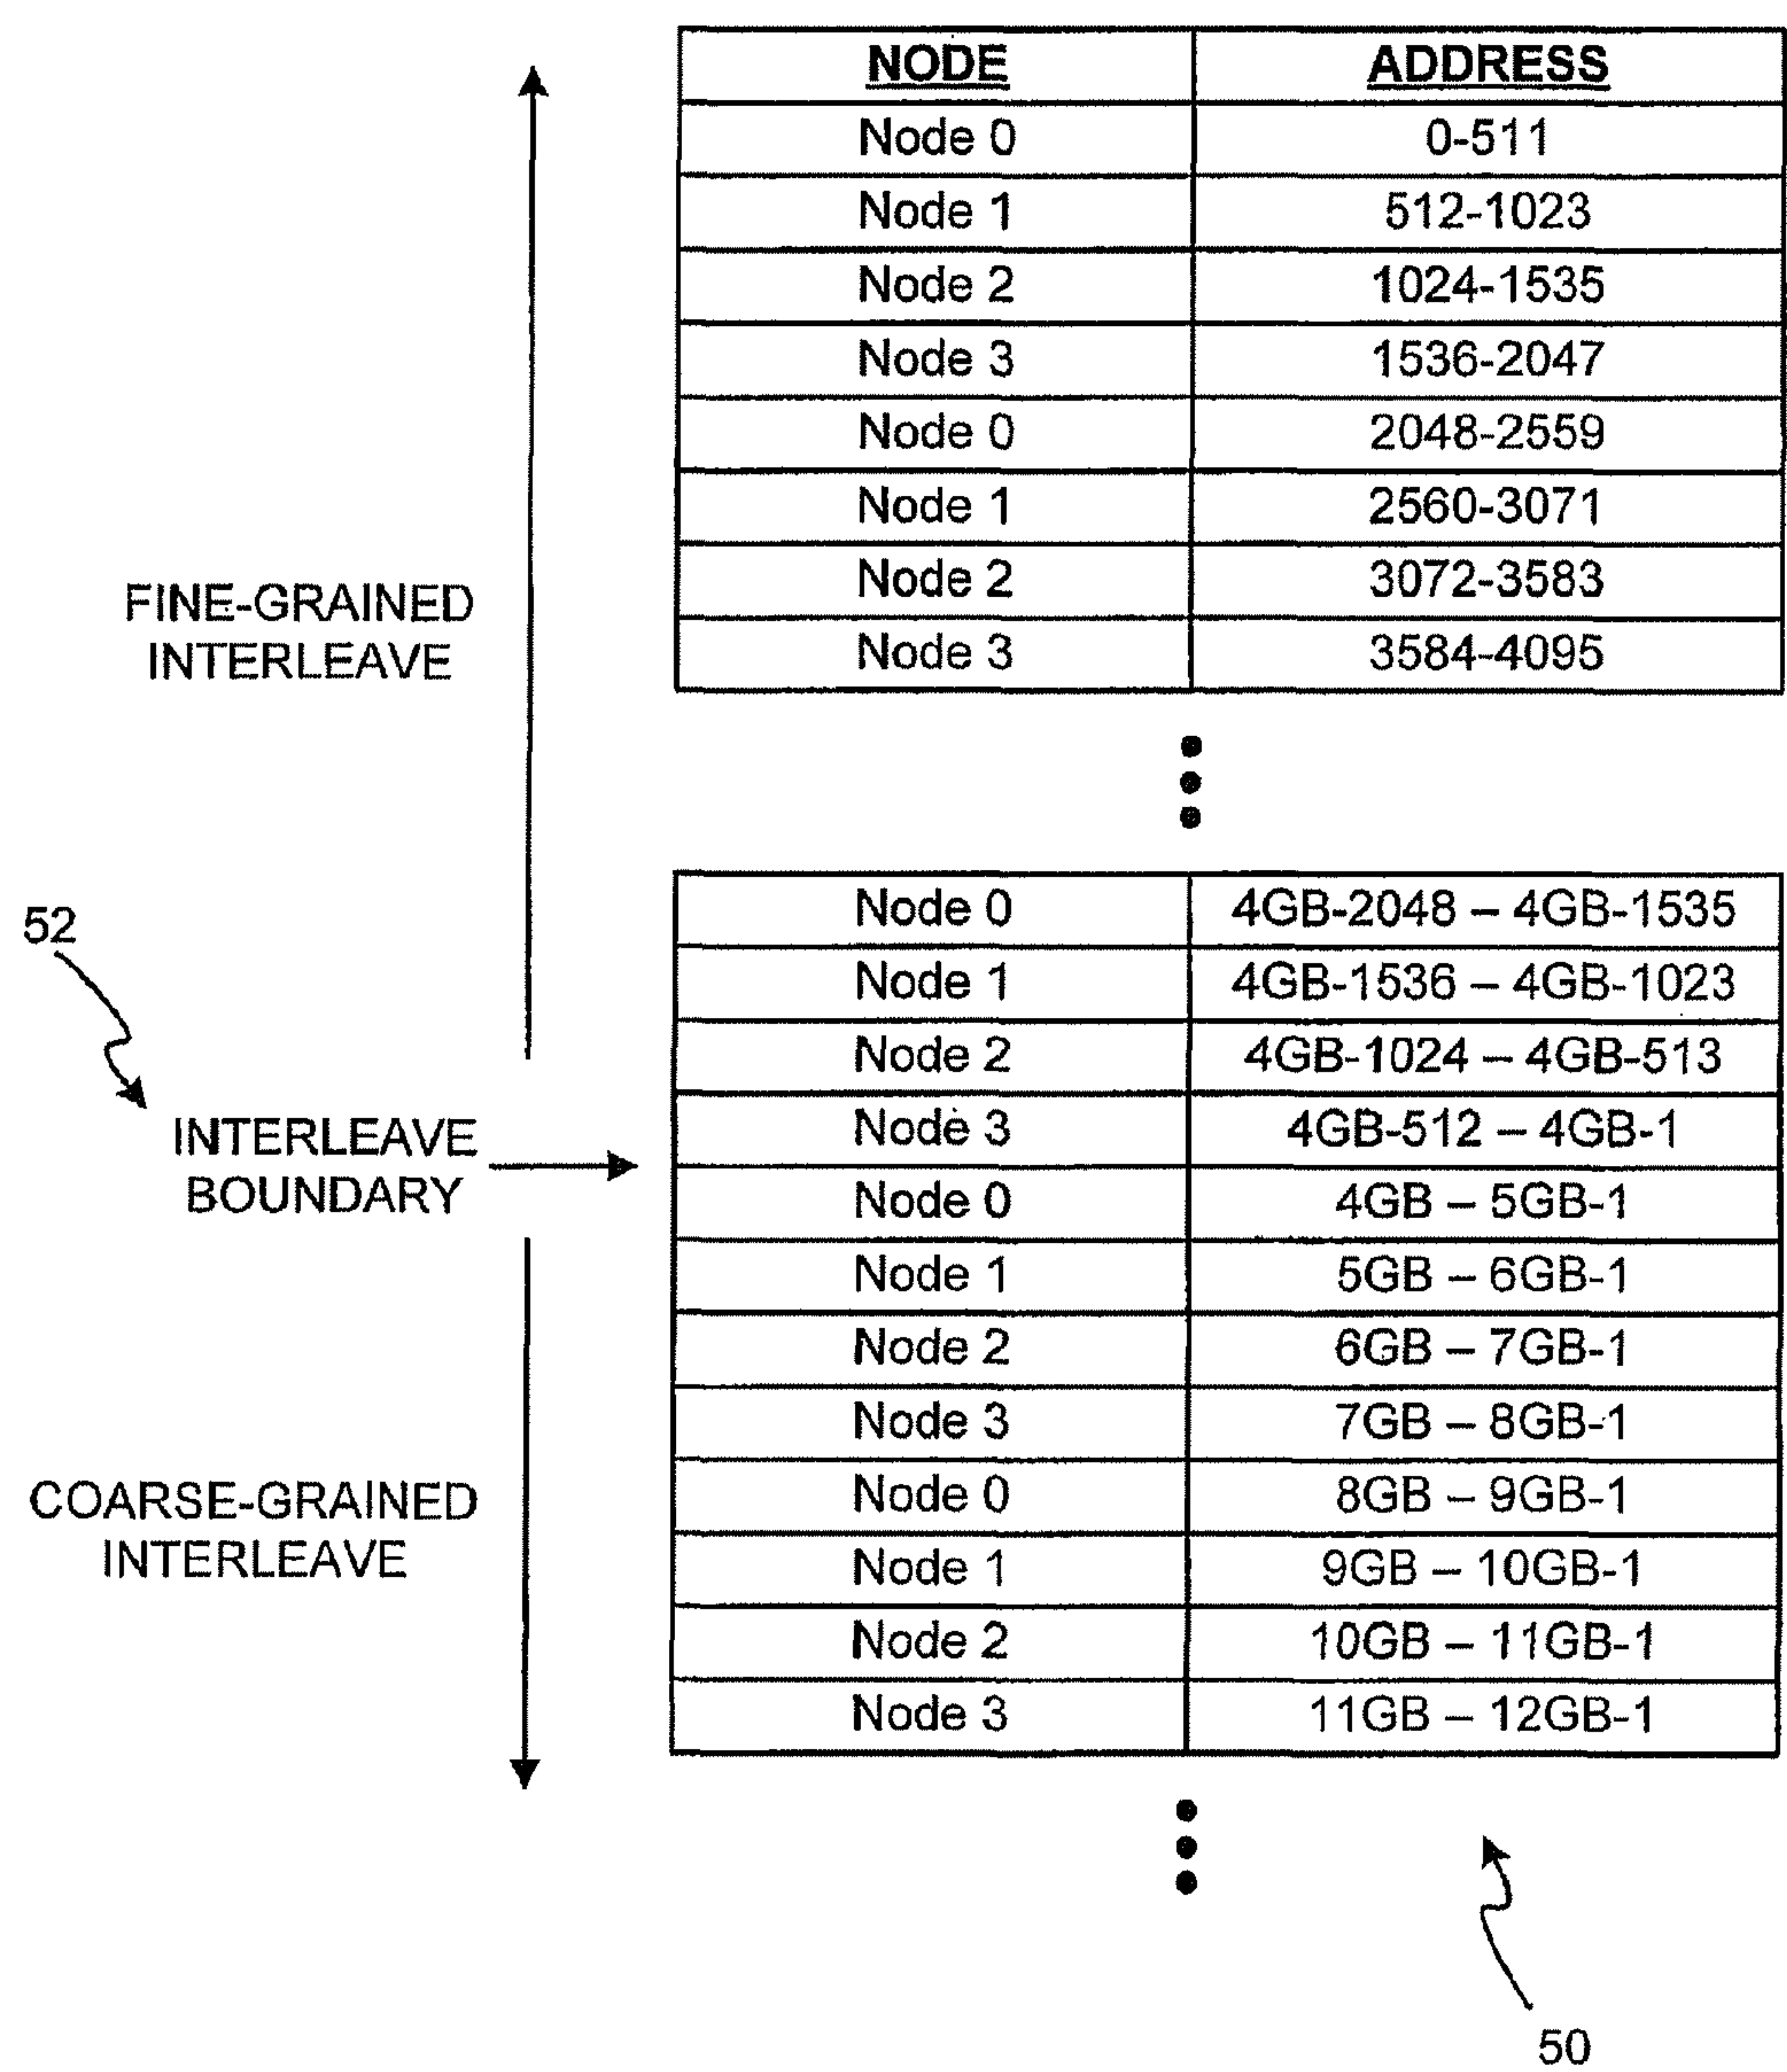 NODE ADDRESS
Node 0 0-511
Node 1 512-1023
Node 2 1024-1535
Node 3 1536-2047
Node 0 2048-2559
Node 1 2560-3071
Node 2 3072-3583
Node 3 3584-4095
FINE-GRAINED
INTERLEAVE
Node 0 4GB-2048 – 4GB-1535
Node 1 4GB-1536 – 4GB-1023
Node 2 4GB-1024 – 4GB-513
Node 3 4GB-512 – 4GB-1
Node 0 4GB – 5GB-1
Node 1 5GB – 6GB-1
Node 2 6GB – 7GB-1
Node 3 7GB – 8GB-1
Node 0 8GB – 9GB-1
Node 1 9GB – 10GB-1
Node 2 10GB – 11GB-1
Node 3 11GB – 12GB-1
52
INTERLEAVE
BOUNDARY
COARSE-GRAINED
INTERLEAVE
50